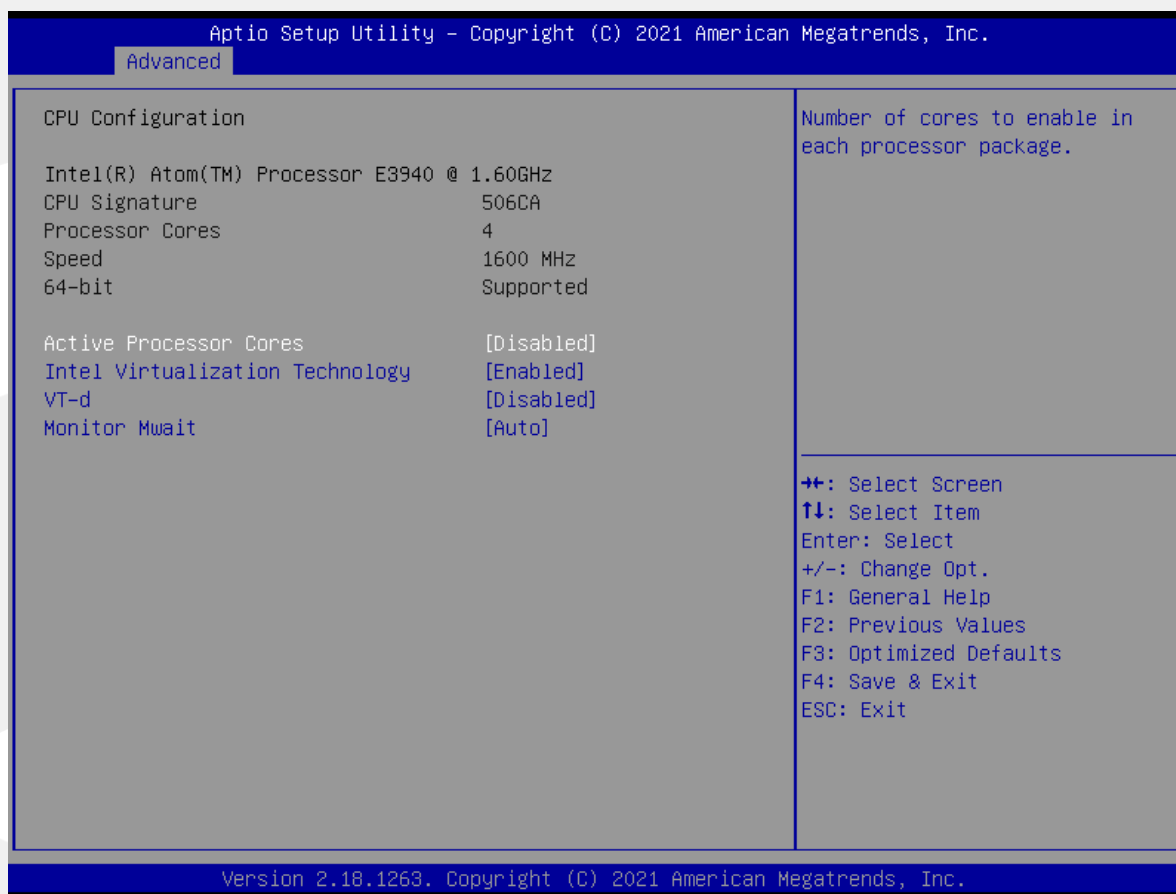 Aptio Setup Utility – Copyright (C) 2021 American Megatrends, Inc.
Advanced
CPU Configuration
Intel(R) Atom(TM) Processor E3940 @ 1.60GHz
CPU Signature 506CA
Processor Cores 4
Speed 1600 MHz
64-bit Supported
Active Processor Cores [Disabled]
Intel Virtualization Technology [Enabled]
VT-d [Disabled]
Monitor Mwait [Auto]
Number of cores to enable in
each processor package.
→←: Select Screen
↑↓: Select Item
Enter: Select
+/-: Change Opt.
F1: General Help
F2: Previous Values
F3: Optimized Defaults
F4: Save & Exit
ESC: Exit
Version 2.18.1263. Copyright (C) 2021 American Megatrends, Inc.